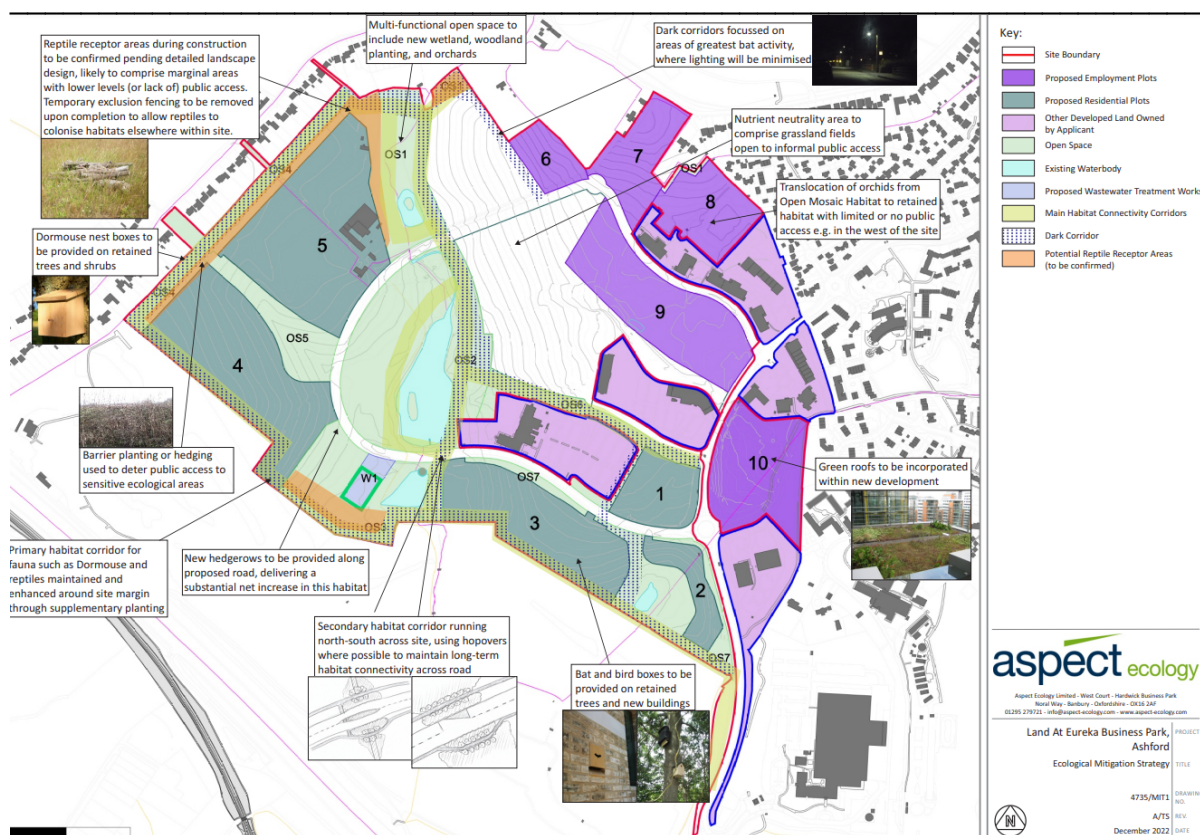 Reptile receptor areas during construction
to be confirmed pending detailed landscape
design, likely to comprise marginal areas
with lower levels (or lack of) public access.
Temporary exclusion fencing to be removed
upon completion to allow reptiles to
colonise habitats elsewhere within site.
Multi-functional open space to
include new wetland, woodland
planting, and orchards
Dark corridors focussed on
areas of greatest bat activity,
where lighting will be minimised
Nutrient neutrality area to
comprise grassland fields
open to informal public access
Translocation of orchids from
Open Mosaic Habitat to retained
habitat with limited or no public
access e.g. in the west of the site
Dormouse nest boxes to
be provided on retained
trees and shrubs
Barrier planting or hedging
used to deter public access to
sensitive ecological areas
Primary habitat corridor for
fauna such as Dormouse and
reptiles maintained and
enhanced around site margin
through supplementary planting
New hedgerows to be provided along
proposed road, delivering a
substantial net increase in this habitat
Secondary habitat corridor running
north-south across site, using hopovers
where possible to maintain long-term
habitat connectivity across road
Bat and bird boxes to be
provided on retained
trees and new buildings
Green roofs to be incorporated
within new development
OS1
6
7
OS1
8
OS4
5
9
OS5
4
OS2
OS6
10
W1
OS7
1
3
OS3
2
OS7
Key:
Site Boundary
Proposed Employment Plots
Proposed Residential Plots
Other Developed Land Owned
by Applicant
Open Space
Existing Waterbody
Proposed Wastewater Treatment Works
Main Habitat Connectivity Corridors
Dark Corridor
Potential Reptile Receptor Areas
(to be confirmed)
aspect ecology
Aspect Ecology Limited - West Court - Hardwick Business Park
Noral Way - Banbury - Oxfordshire - OX16 2AF
01295 279721 - info@aspect-ecology.com - www.aspect-ecology.com
Land At Eureka Business Park, PROJECT
Ashford
Ecological Mitigation Strategy TITLE
4735/MIT1 DRAWING NO.
A/TS REV
December 2022 DATE
N